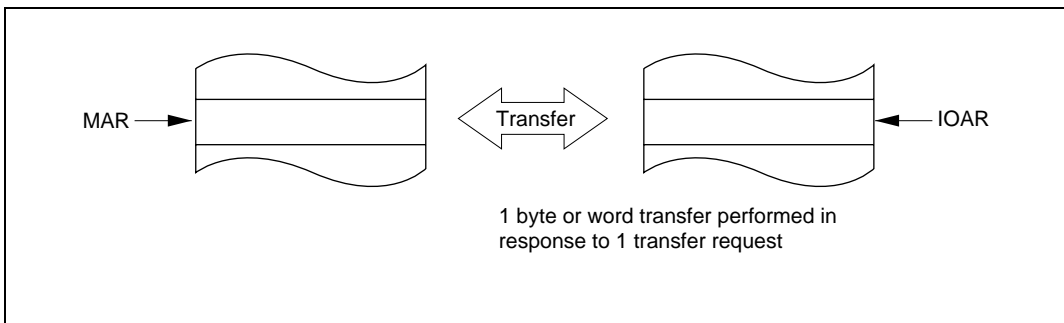 MAR
Transfer
IOAR
1 byte or word transfer performed in
response to 1 transfer request